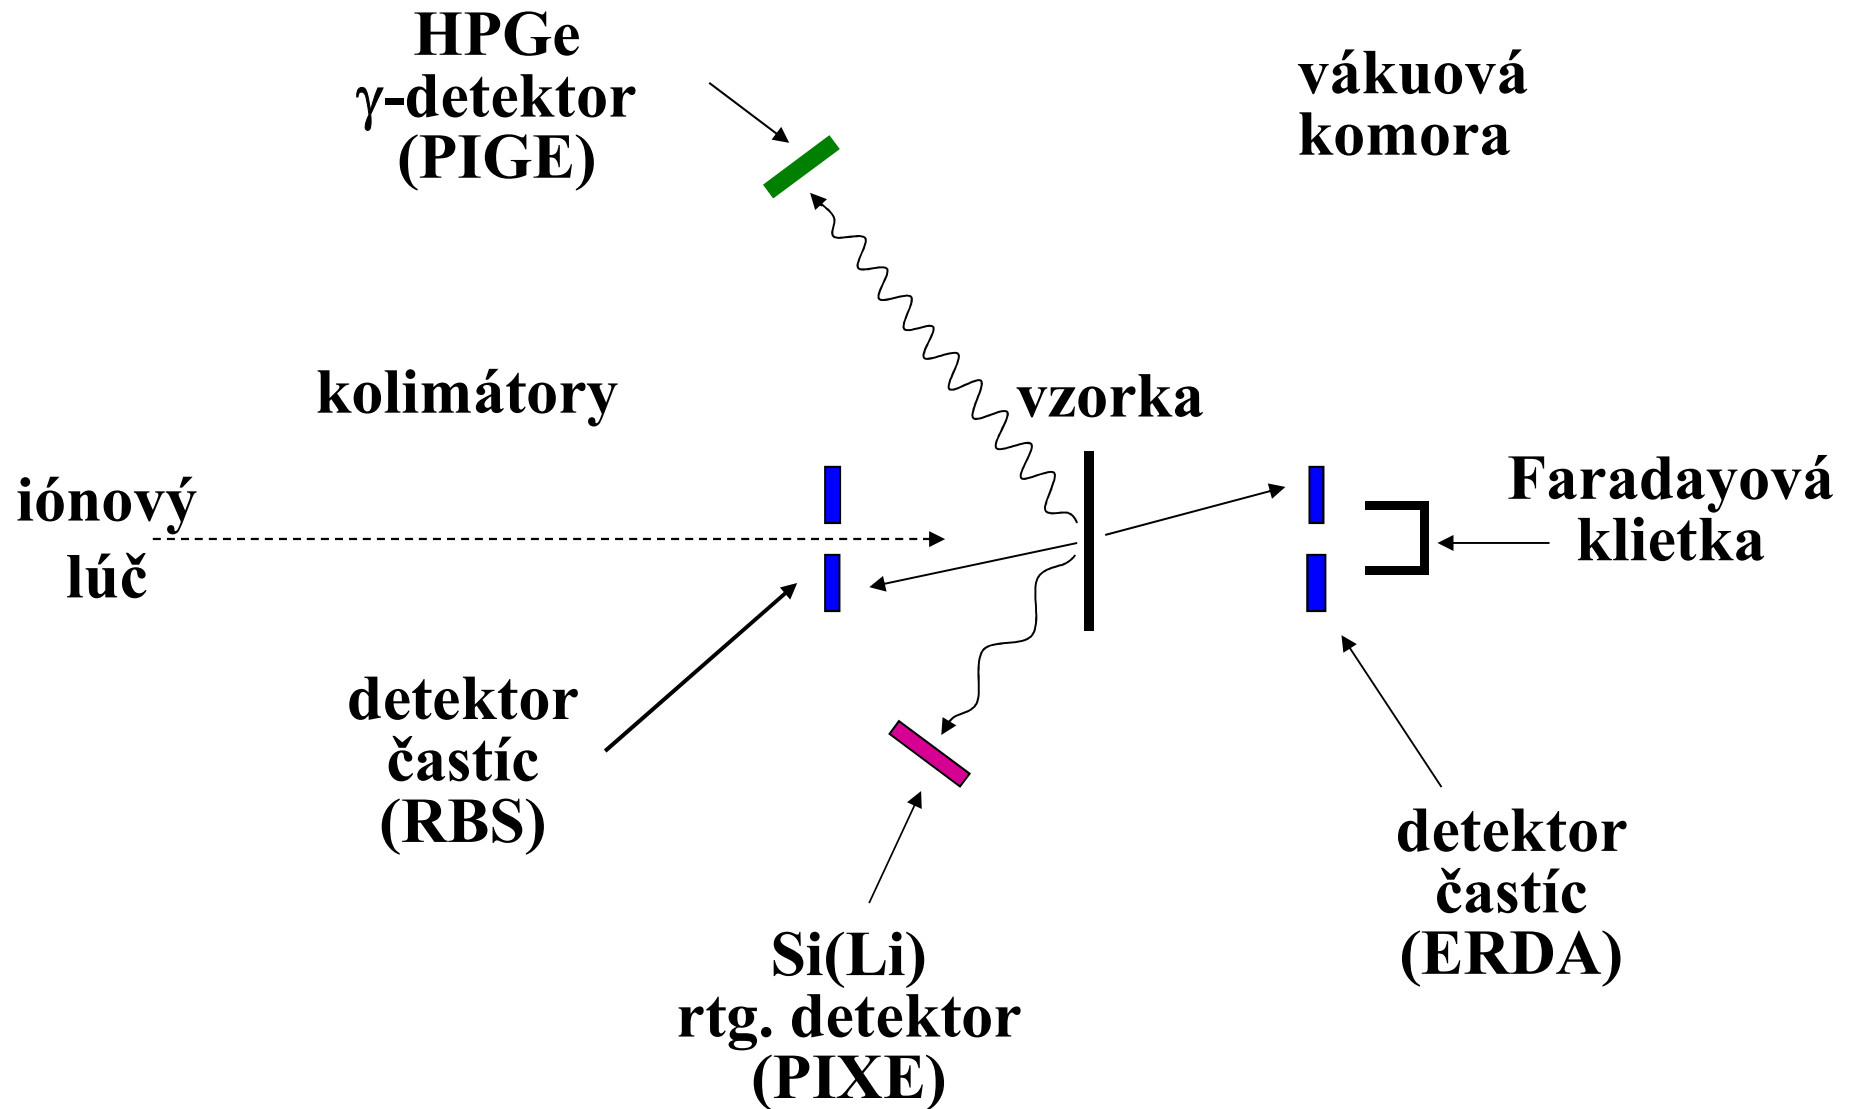 HPGe
γ-detektor
(PIGE)
vákuová
komora
kolimátory
vzorka
iónový
lúč
Faradayová
klietka
detektor
častíc
(RBS)
detektor
častíc
(ERDA)
Si(Li)
rtg. detektor
(PIXE)